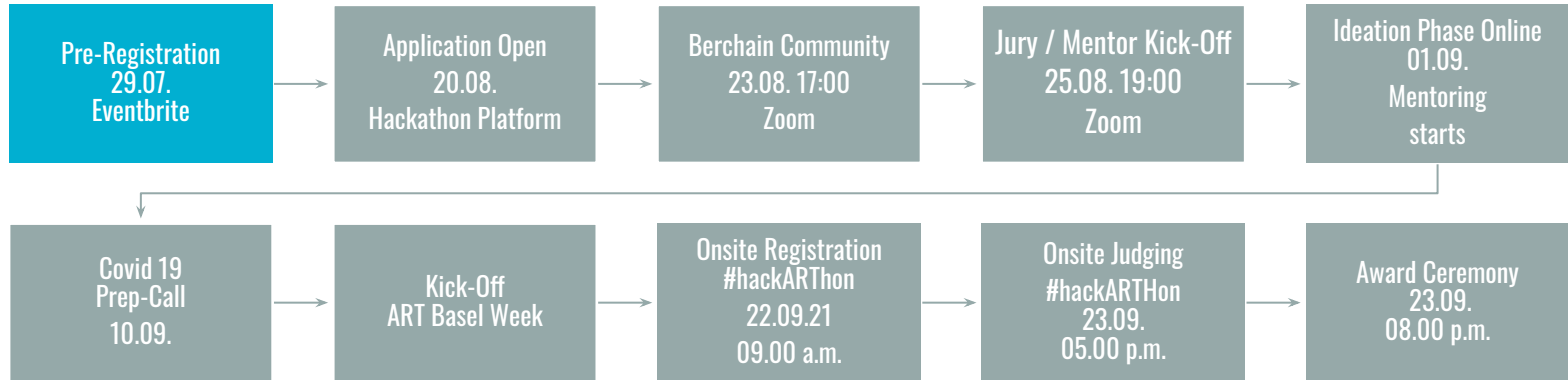 Pre-Registration
29.07.
Eventbrite
Application Open
20.08.
Hackathon Platform
Berchain Community
23.08. 17:00
Zoom
Jury / Mentor Kick-Off
25.08. 19:00
Zoom
Ideation Phase Online
01.09.
Mentoring
starts
Covid 19
Prep-Call
10.09.
Kick-Off
ART Basel Week
Onsite Registration
#hackARThon
22.09.21
09.00 a.m.
Onsite Judging
#hackARTHon
23.09.
05.00 p.m.
Award Ceremony
23.09.
08.00 p.m.